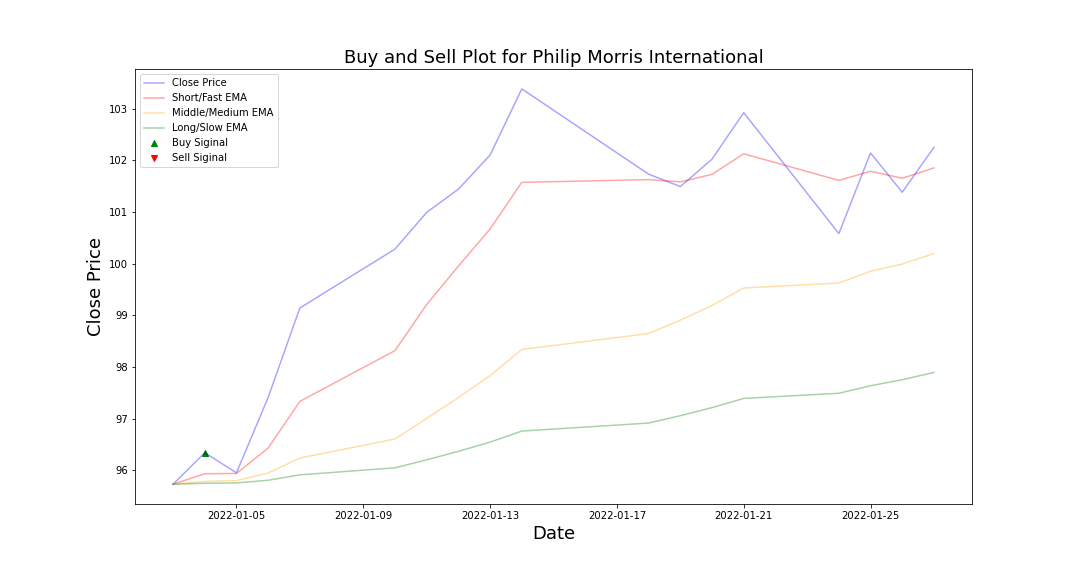 Buy and Sell Plot for Philip Morris International
Close Price
Short/Fast EMA
Middle/Medium EMA
Long/Slow EMA
Buy Siginal
Sell Siginal
103
102
101
100
99
98
97
96
Close Price
2022-01-05
2022-01-09
2022-01-13
2022-01-17
2022-01-21
2022-01-25
Date